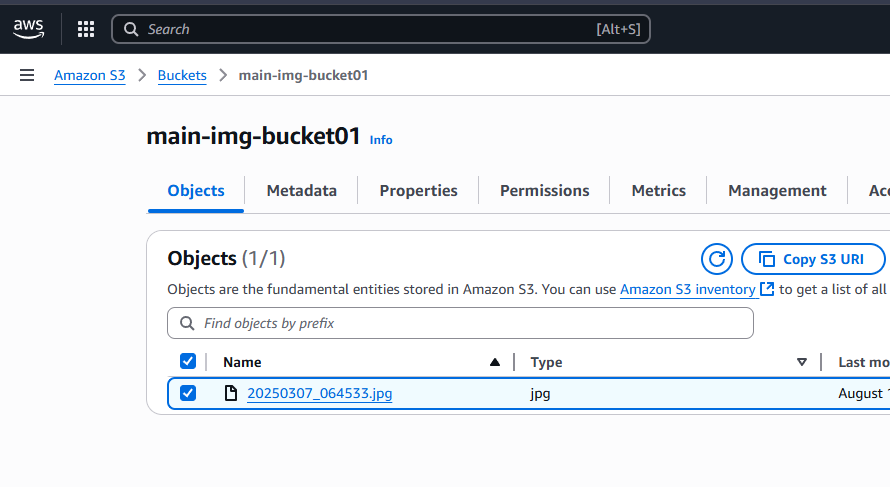 aws
Search [Alt+S]
Amazon S3 > Buckets > main-img-bucket01
main-img-bucket01 Info
Objects Metadata Properties Permissions Metrics Management Acc
Objects (1/1) Copy S3 URI
Objects are the fundamental entities stored in Amazon S3. You can use Amazon S3 inventory to get a list of all
Find objects by prefix
Name Type Last mo
20250307_064533.jpg jpg August 1